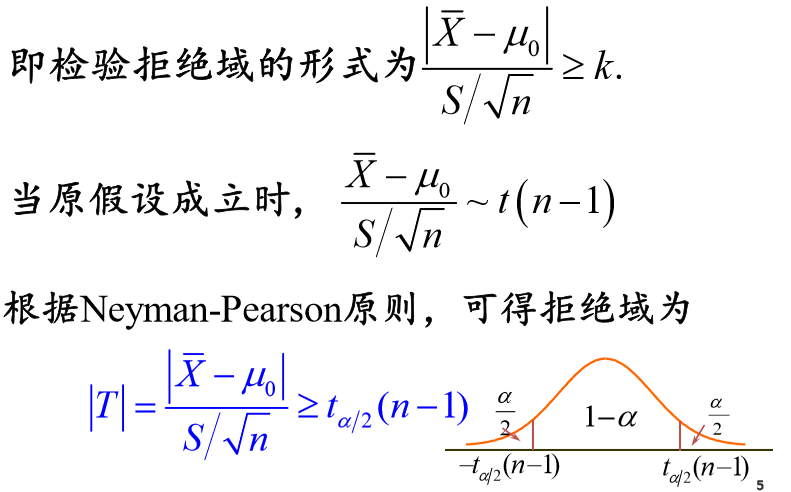 即检验拒绝域的形式为 |X̄ − μ₀| / (S/√n) ≥ k.
当原假设成立时， (X̄ − μ₀) / (S/√n) ~ t(n−1)
根据Neyman-Pearson原则，可得拒绝域为
|T| = |X̄ − μ₀| / (S/√n) ≥ t_{α/2}(n−1)
α/2 1−α α/2
−t_{α/2}(n−1) t_{α/2}(n−1)
5